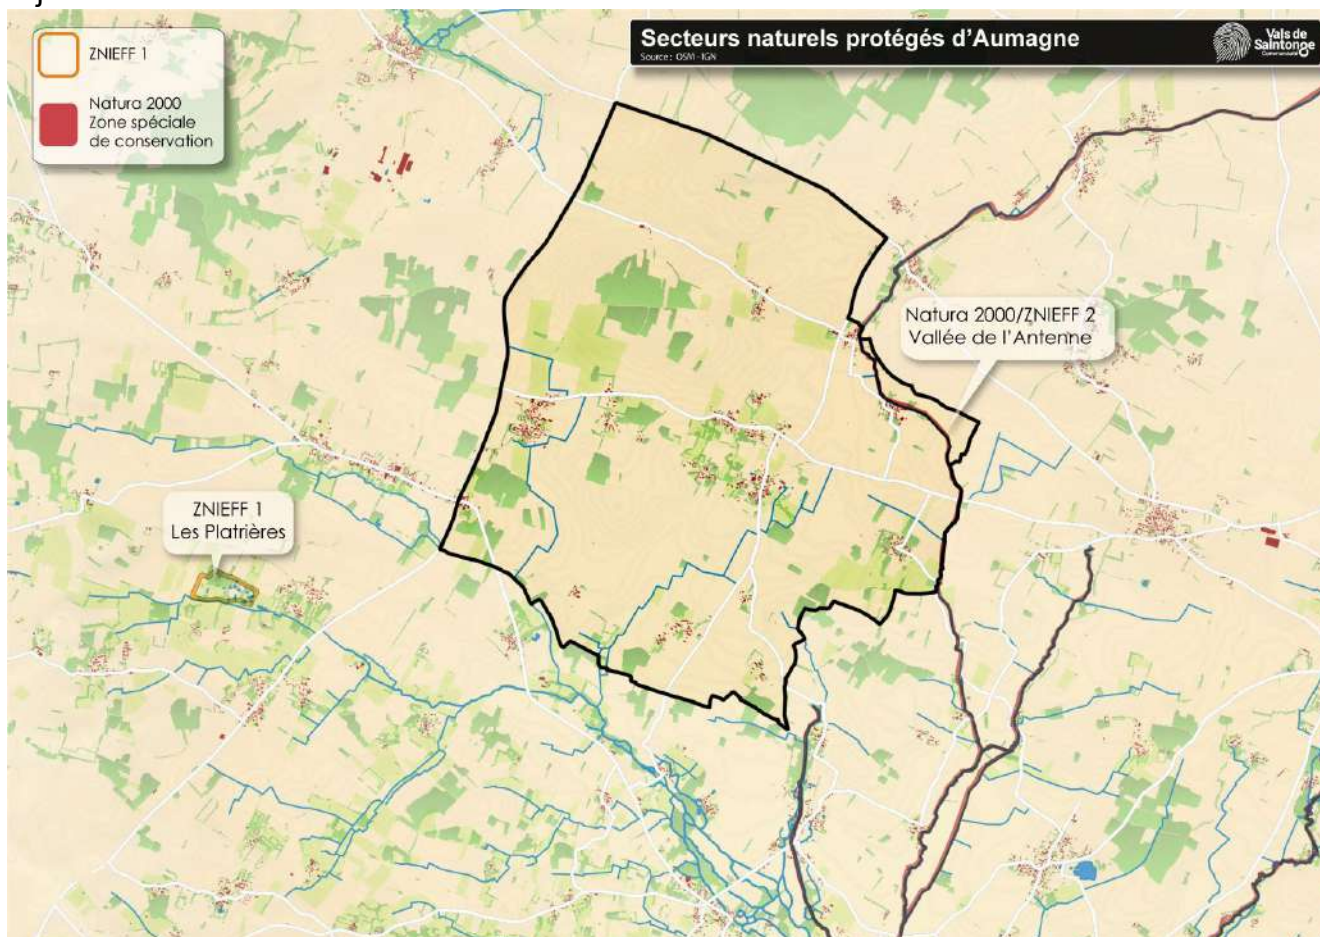 Secteurs naturels protégés d'Aumagne
Source : OSM - IGN
Vals de
Saintonge
Communauté
ZNIEFF 1
Natura 2000
Zone spéciale
de conservation
Natura 2000/ZNIEFF 2
Vallée de l'Antenne
ZNIEFF 1
Les Platrières